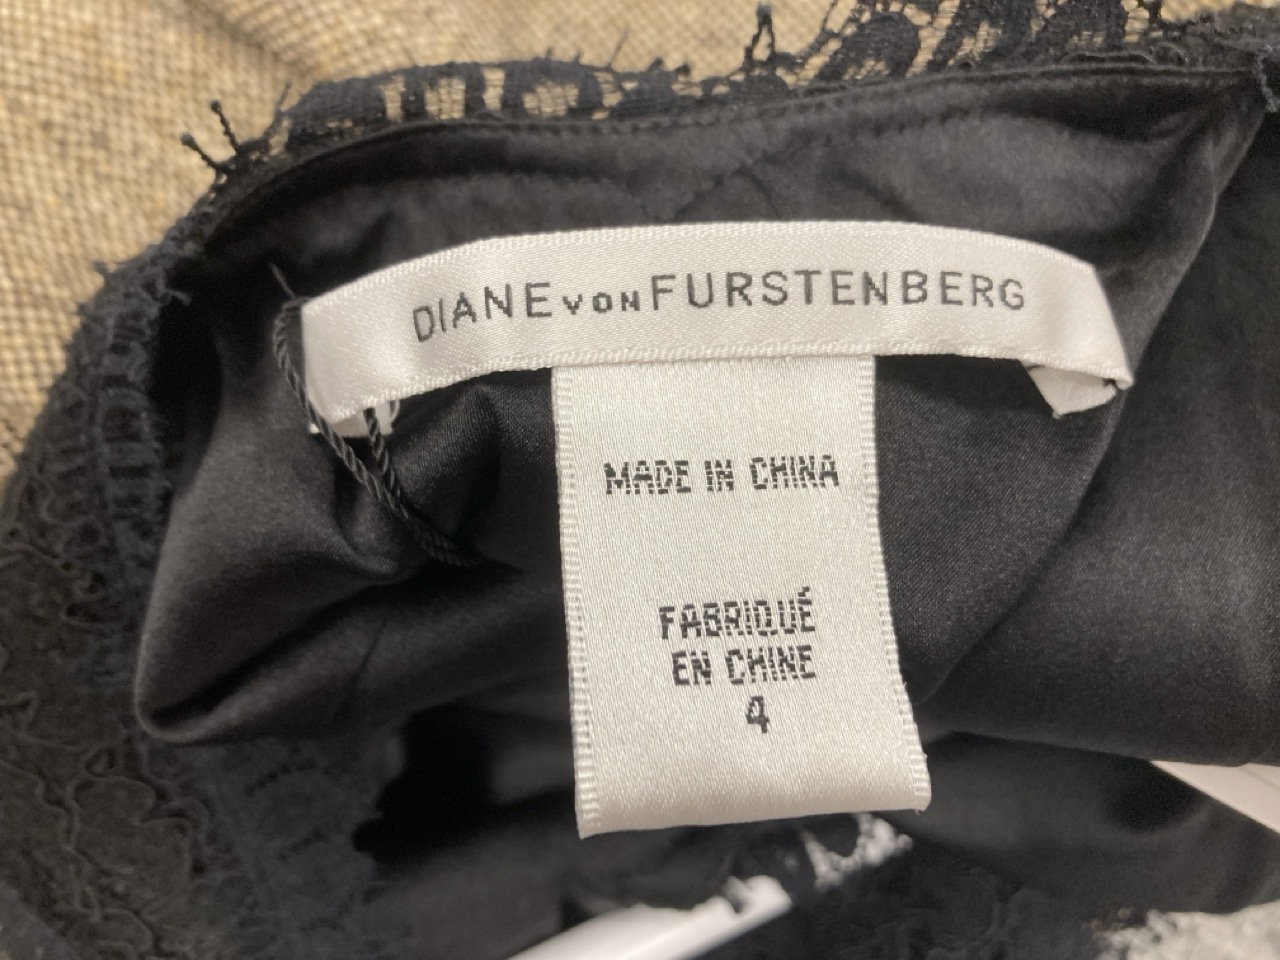 DIANE VON FURSTENBERG
MADE IN CHINA
FABRIQUÉ
EN CHINE
4